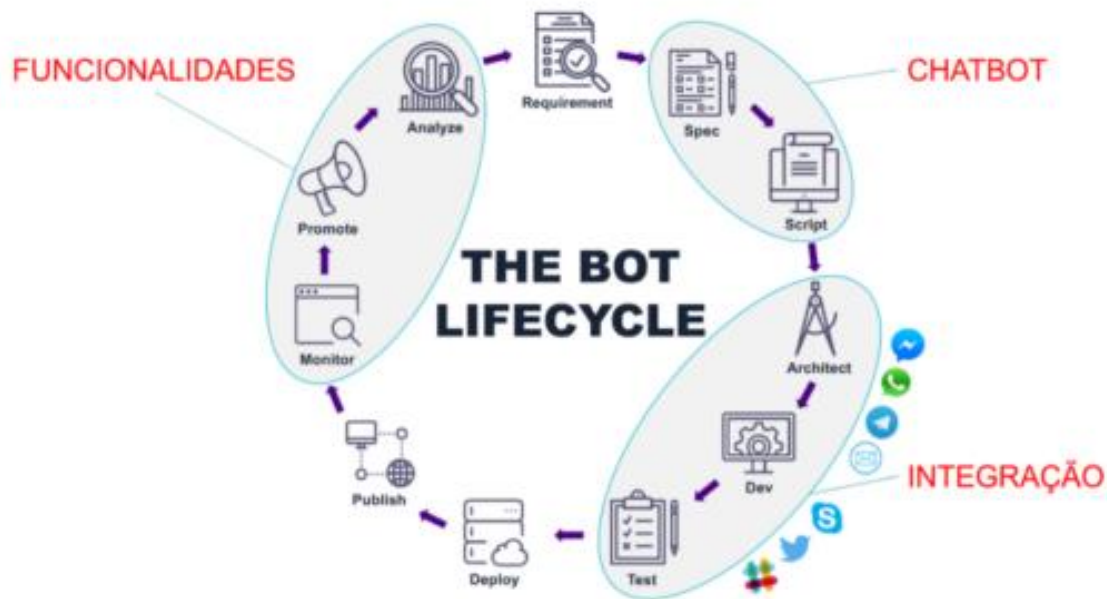 FUNCIONALIDADES
Analyze
Requirement
Spec
CHATBOT
Script
Promote
THE BOT
LIFECYCLE
Monitor
Architect
Dev
INTEGRAÇÃO
Publish
Deploy
Test